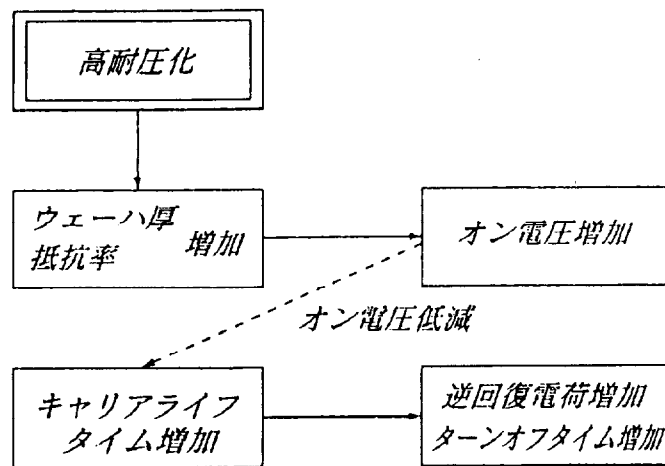 高耐圧化
ウェーハ厚
抵抗率 増加
オン電圧増加
オン電圧低減
キャリアライフ
タイム増加
逆回復電荷増加
ターンオフタイム増加